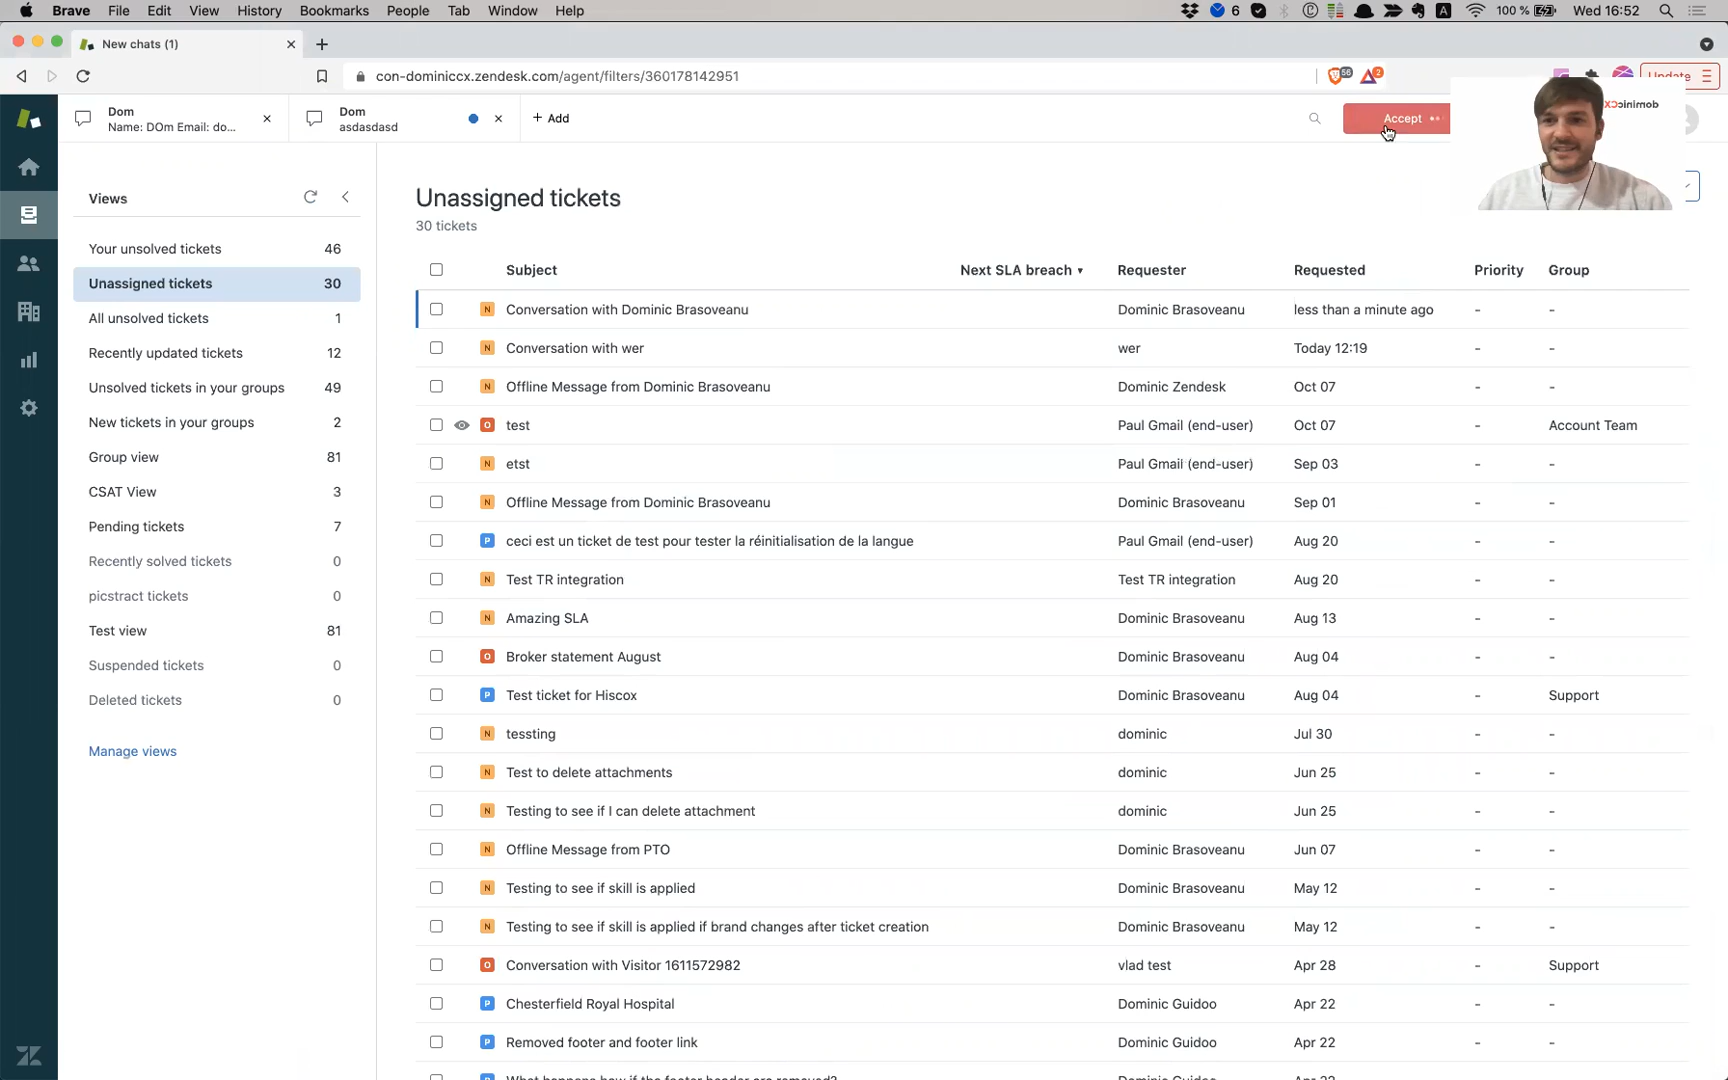 Brave File Edit View History Bookmarks People Tab Window Help 6 A 100 % Wed 16:52
New chats (1)
con-dominiccx.zendesk.com/agent/filters/360178142951 56 2 Update
Dom
Name: DOm Email: do...
Dom
asdasdasd
+ Add
Accept
dominicCX
Views
Your unsolved tickets 46
Unassigned tickets 30
All unsolved tickets 1
Recently updated tickets 12
Unsolved tickets in your groups 49
New tickets in your groups 2
Group view 81
CSAT View 3
Pending tickets 7
Recently solved tickets 0
picstract tickets 0
Test view 81
Suspended tickets 0
Deleted tickets 0
Manage views
Unassigned tickets
30 tickets
Subject Next SLA breach Requester Requested Priority Group
N Conversation with Dominic Brasoveanu Dominic Brasoveanu less than a minute ago - -
N Conversation with wer wer Today 12:19 - -
N Offline Message from Dominic Brasoveanu Dominic Zendesk Oct 07 - -
O test Paul Gmail (end-user) Oct 07 - Account Team
N etst Paul Gmail (end-user) Sep 03 - -
N Offline Message from Dominic Brasoveanu Dominic Brasoveanu Sep 01 - -
P ceci est un ticket de test pour tester la réinitialisation de la langue Paul Gmail (end-user) Aug 20 - -
N Test TR integration Test TR integration Aug 20 - -
N Amazing SLA Dominic Brasoveanu Aug 13 - -
O Broker statement August Dominic Brasoveanu Aug 04 - -
P Test ticket for Hiscox Dominic Brasoveanu Aug 04 - Support
N tessting dominic Jul 30 - -
N Test to delete attachments dominic Jun 25 - -
N Testing to see if I can delete attachment dominic Jun 25 - -
N Offline Message from PTO Dominic Brasoveanu Jun 07 - -
N Testing to see if skill is applied Dominic Brasoveanu May 12 - -
N Testing to see if skill is applied if brand changes after ticket creation Dominic Brasoveanu May 12 - -
O Conversation with Visitor 1611572982 vlad test Apr 28 - Support
P Chesterfield Royal Hospital Dominic Guidoo Apr 22 - -
P Removed footer and footer link Dominic Guidoo Apr 22 - -